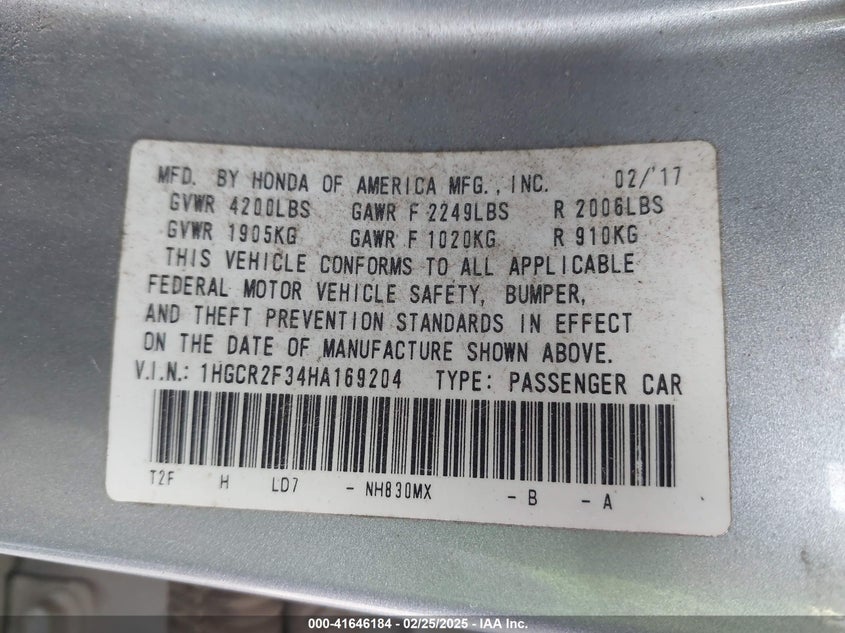 MFD. BY HONDA OF AMERICA MFG., INC. 02/'17
GVWR 4200LBS GAWR F 2249LBS R 2006LBS
GVWR 1905KG GAWR F 1020KG R 910KG
THIS VEHICLE CONFORMS TO ALL APPLICABLE
FEDERAL MOTOR VEHICLE SAFETY, BUMPER,
AND THEFT PREVENTION STANDARDS IN EFFECT
ON THE DATE OF MANUFACTURE SHOWN ABOVE.
V.I.N.: 1HGCR2F34HA169204 TYPE: PASSENGER CAR
T2F H LD7 - NH830MX - B - A
000-41646184 - 02/25/2025 - IAA Inc.